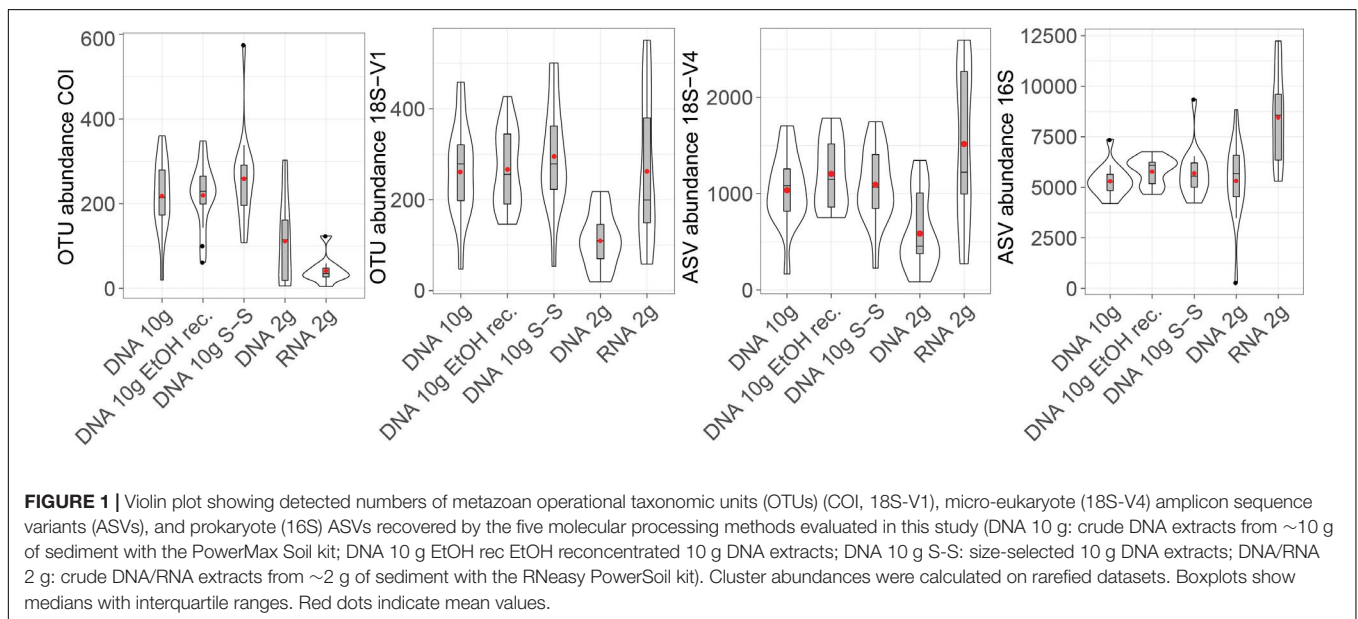 OTU abundance COI
600
400
200
0
DNA 10g
DNA 10g EtOH rec.
DNA 10g S-S
DNA 2g
RNA 2g
OTU abundance 18S-V1
400
200
0
DNA 10g
DNA 10g EtOH rec.
DNA 10g S-S
DNA 2g
RNA 2g
ASV abundance 18S-V4
2000
1000
0
DNA 10g
DNA 10g EtOH rec.
DNA 10g S-S
DNA 2g
RNA 2g
ASV abundance 16S
12500
10000
7500
5000
2500
0
DNA 10g
DNA 10g EtOH rec.
DNA 10g S-S
DNA 2g
RNA 2g
FIGURE 1 | Violin plot showing detected numbers of metazoan operational taxonomic units (OTUs) (COI, 18S-V1), micro-eukaryote (18S-V4) amplicon sequence
variants (ASVs), and prokaryote (16S) ASVs recovered by the five molecular processing methods evaluated in this study (DNA 10 g: crude DNA extracts from ∼10 g
of sediment with the PowerMax Soil kit; DNA 10 g EtOH rec EtOH reconcentrated 10 g DNA extracts; DNA 10 g S-S: size-selected 10 g DNA extracts; DNA/RNA
2 g: crude DNA/RNA extracts from ∼2 g of sediment with the RNeasy PowerSoil kit). Cluster abundances were calculated on rarefied datasets. Boxplots show
medians with interquartile ranges. Red dots indicate mean values.